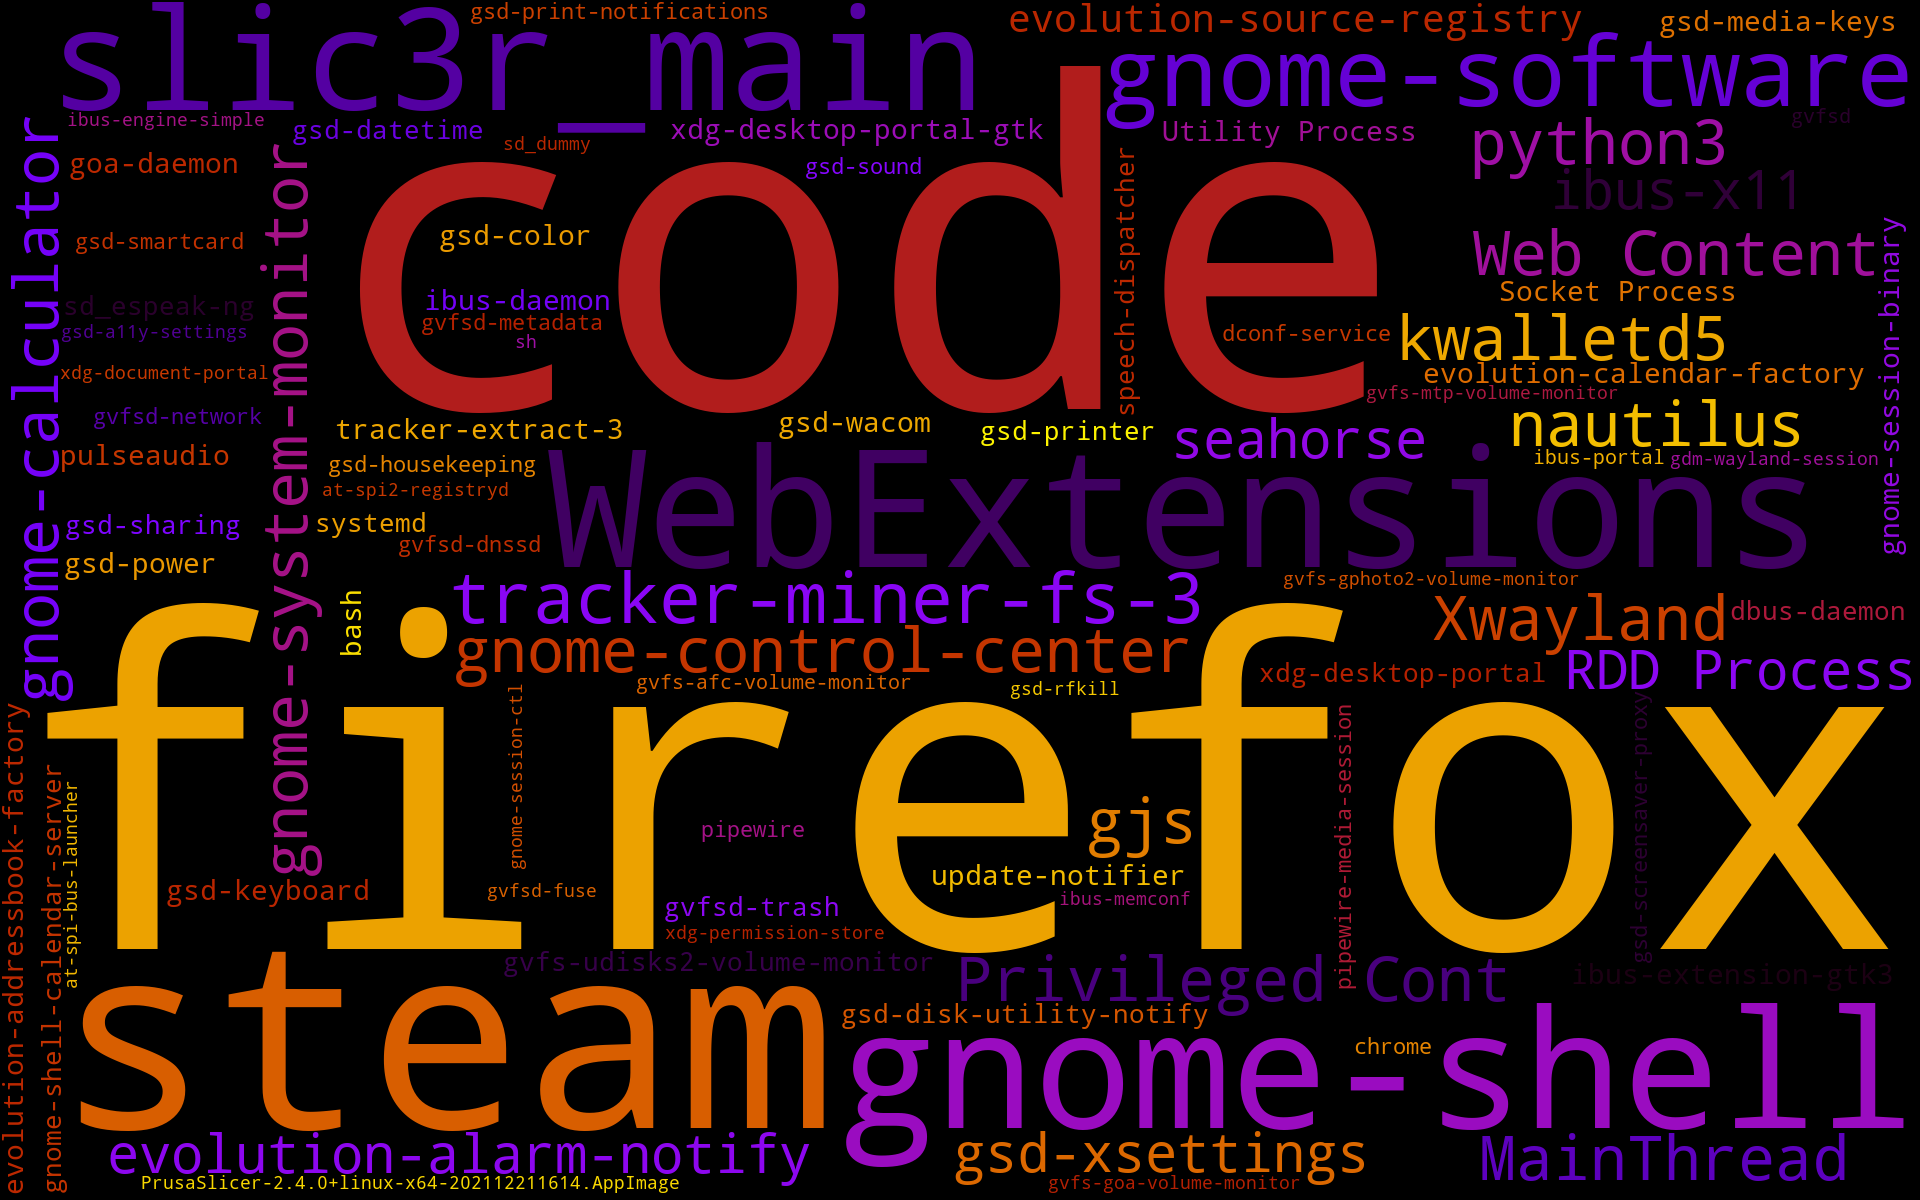 slic3r_main
gsd-print-notifications
evolution-source-registry
gsd-media-keys
gnome-software
ibus-engine-simple
gsd-datetime
sd_dummy
xdg-desktop-portal-gtk
Utility Process
gvfsd
python3
goa-daemon
gsd-sound
code
ibus-x11
gnome-calculator
gnome-system-monitor
speech-dispatcher
gsd-smartcard
gsd-color
Web Content
gnome-session-binary
Socket Process
sd_espeak-ng
ibus-daemon
gsd-a11y-settings
gvfsd-metadata
sh
dconf-service
kwalletd5
xdg-document-portal
evolution-calendar-factory
gvfs-mtp-volume-monitor
gvfsd-network
tracker-extract-3
gsd-wacom
gsd-printer
seahorse
nautilus
pulseaudio
gsd-housekeeping
ibus-portal
gdm-wayland-session
at-spi2-registryd
WebExtensions
gsd-sharing
systemd
gvfsd-dnssd
gsd-power
bash
tracker-miner-fs-3
gvfs-gphoto2-volume-monitor
Xwayland
dbus-daemon
gnome-control-center
xdg-desktop-portal
RDD Process
gvfs-afc-volume-monitor
gsd-rfkill
firefox
evolution-addressbook-factory
gnome-shell-calendar-server
at-spi-bus-launcher
gnome-session-ctl
pipewire
gjs
pipewire-media-session
gsd-screensaver-proxy
gsd-keyboard
gvfsd-fuse
update-notifier
gvfsd-trash
ibus-memconf
xdg-permission-store
gvfs-udisks2-volume-monitor
Privileged Cont
ibus-extension-gtk3
steam
gsd-disk-utility-notify
chrome
gnome-shell
evolution-alarm-notify
gsd-xsettings
MainThread
PrusaSlicer-2.4.0+linux-x64-202112211614.AppImage
gvfs-goa-volume-monitor